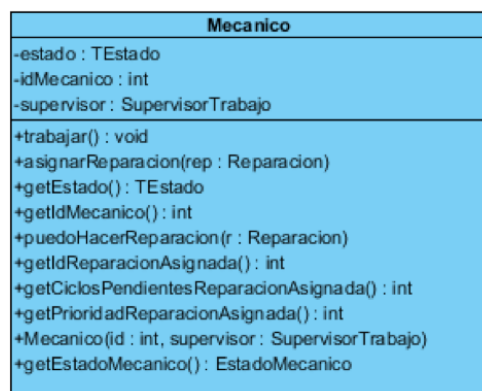 Mecanico
-estado : TEstado
-idMecanico : int
-supervisor : SupervisorTrabajo
+trabajar() : void
+asignarReparacion(rep : Reparacion)
+getEstado() : TEstado
+getIdMecanico() : int
+puedoHacerReparacion(r : Reparacion)
+getIdReparacionAsignada() : int
+getCiclosPendientesReparacionAsignada() : int
+getPrioridadReparacionAsignada() : int
+Mecanico(id : int, supervisor : SupervisorTrabajo)
+getEstadoMecanico() : EstadoMecanico